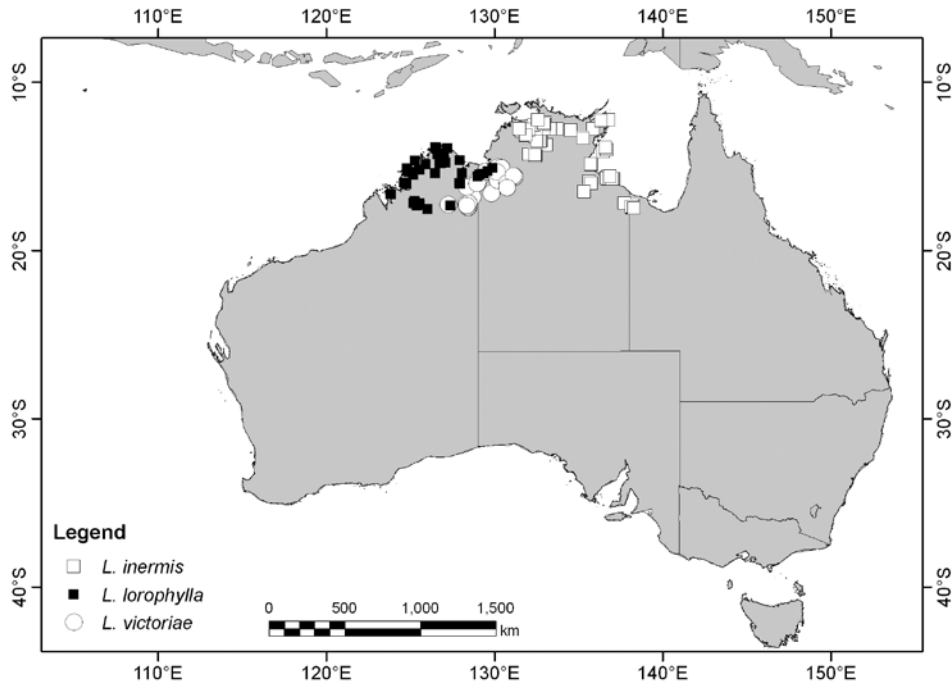 110°E 120°E 130°E 140°E 150°E
10°S 10°S
20°S 20°S
30°S 30°S
40°S 40°S
Legend
L. inermis
L. lorophylla
L. victoriae
0 500 1,000 1,500
km
110°E 120°E 130°E 140°E 150°E